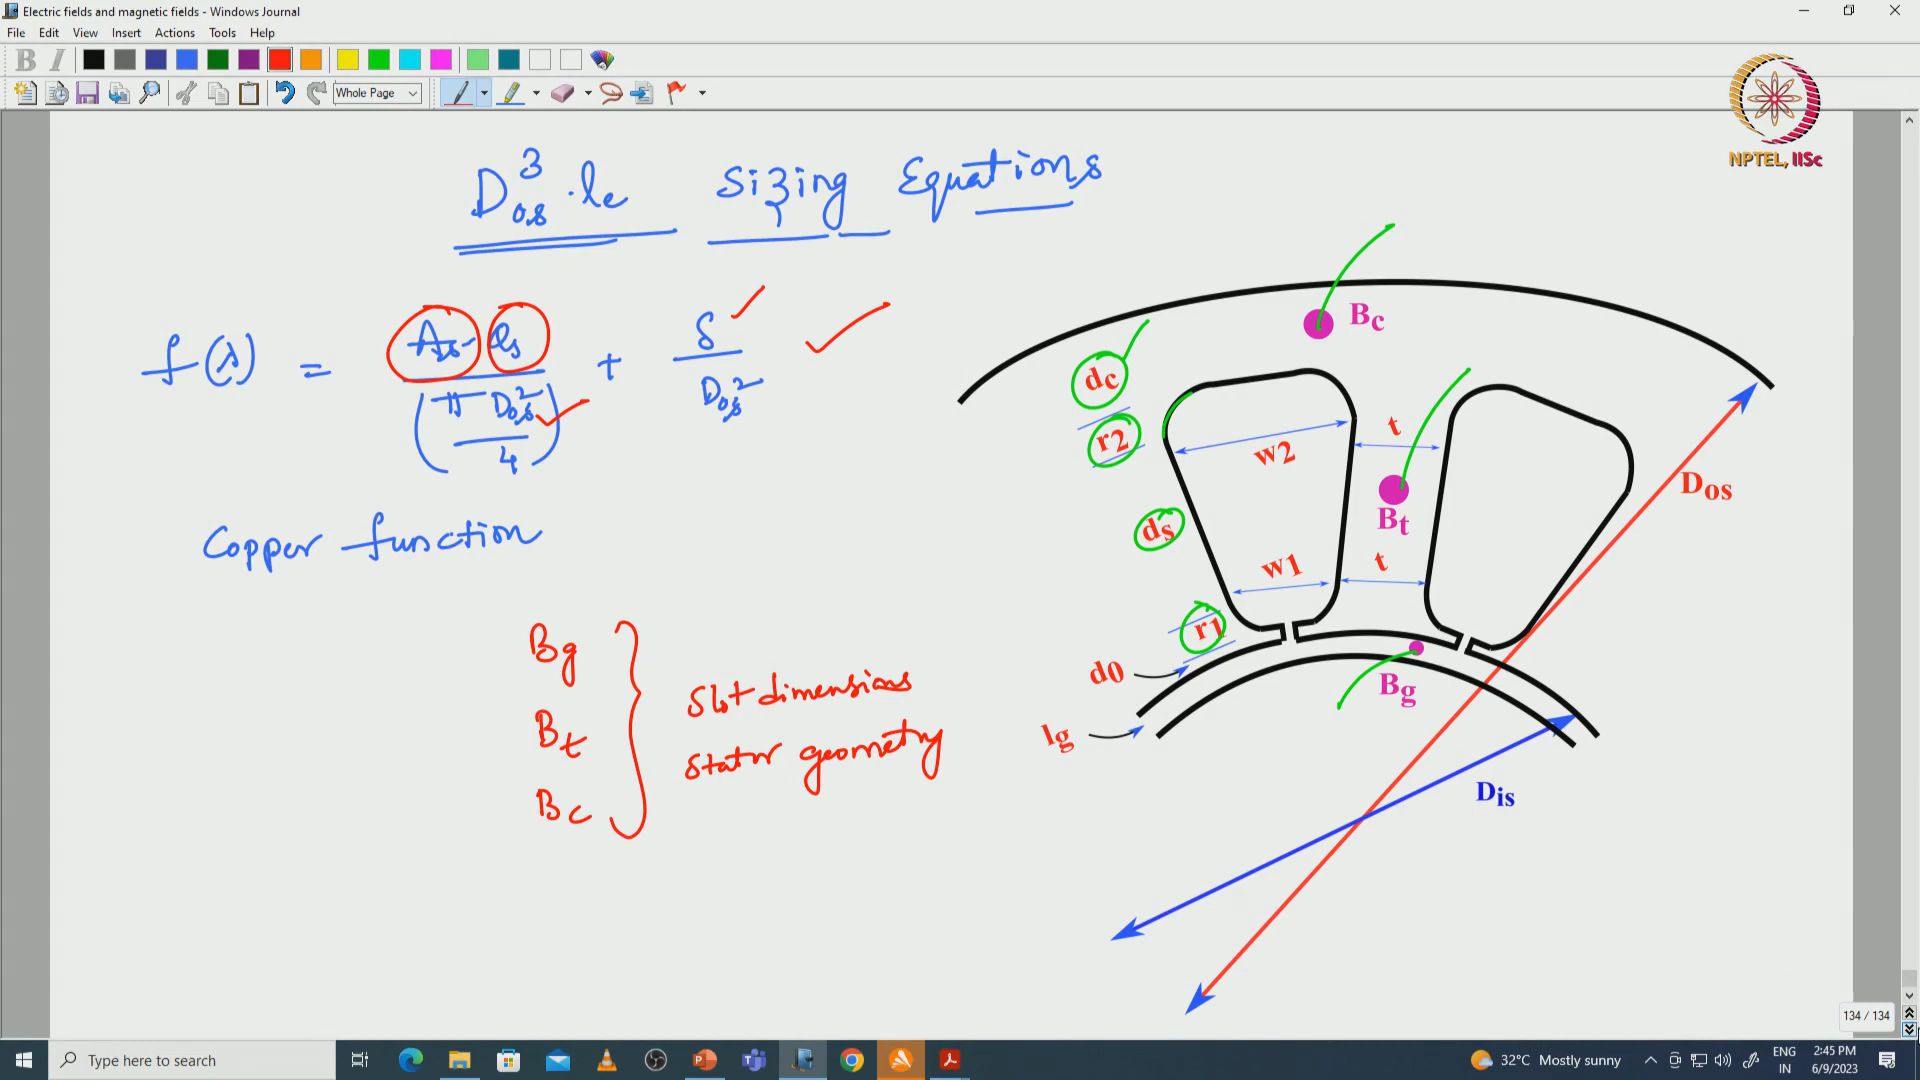 Electric fields and magnetic fields - Windows Journal
File Edit View Insert Actions Tools Help
B I
Whole Page
NPTEL, IISc
D³os · le Sizing Equations
f(λ) = As Qs / (π D²os / 4) + δ / D²os
Copper function
Bg
Bt
Bc
Slot dimensions
Stator geometry
Bc
dc
r2
w2
t
Dos
ds
Bt
w1
t
r1
d0
Bg
lg
Dis
134 / 134
Type here to search
32°C Mostly sunny
ENG
IN
2:45 PM
6/9/2023